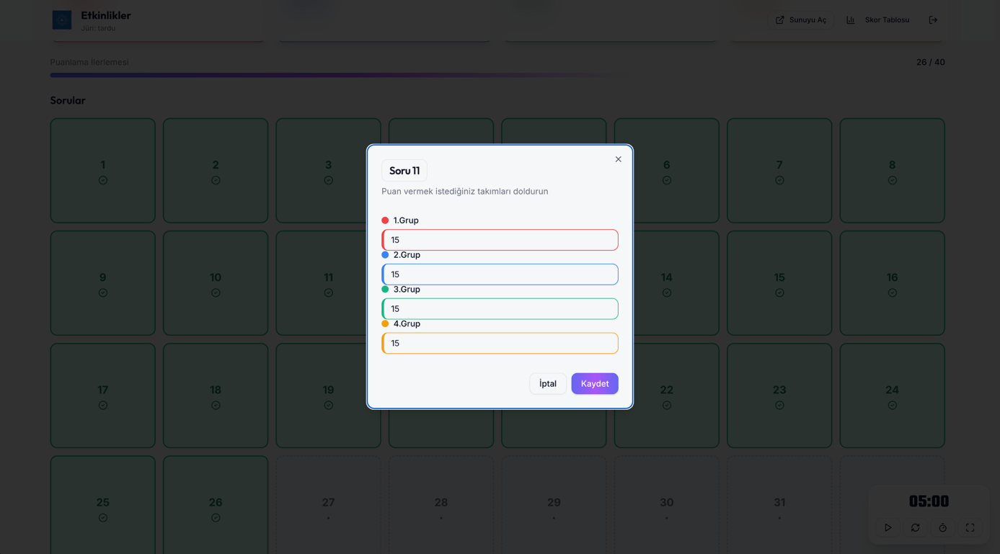 Etkinlikler
Jüri: tardu
Sunuyu Aç
Skor Tablosu
Puanlama İlerlemesi
26 / 40
Sorular
1
2
3
6
7
8
Soru 11
Puan vermek istediğiniz takımları doldurun
1.Grup
15
2.Grup
15
3.Grup
15
4.Grup
15
İptal
Kaydet
9
10
11
14
15
16
17
18
19
22
23
24
25
26
27
28
29
30
31
05:00